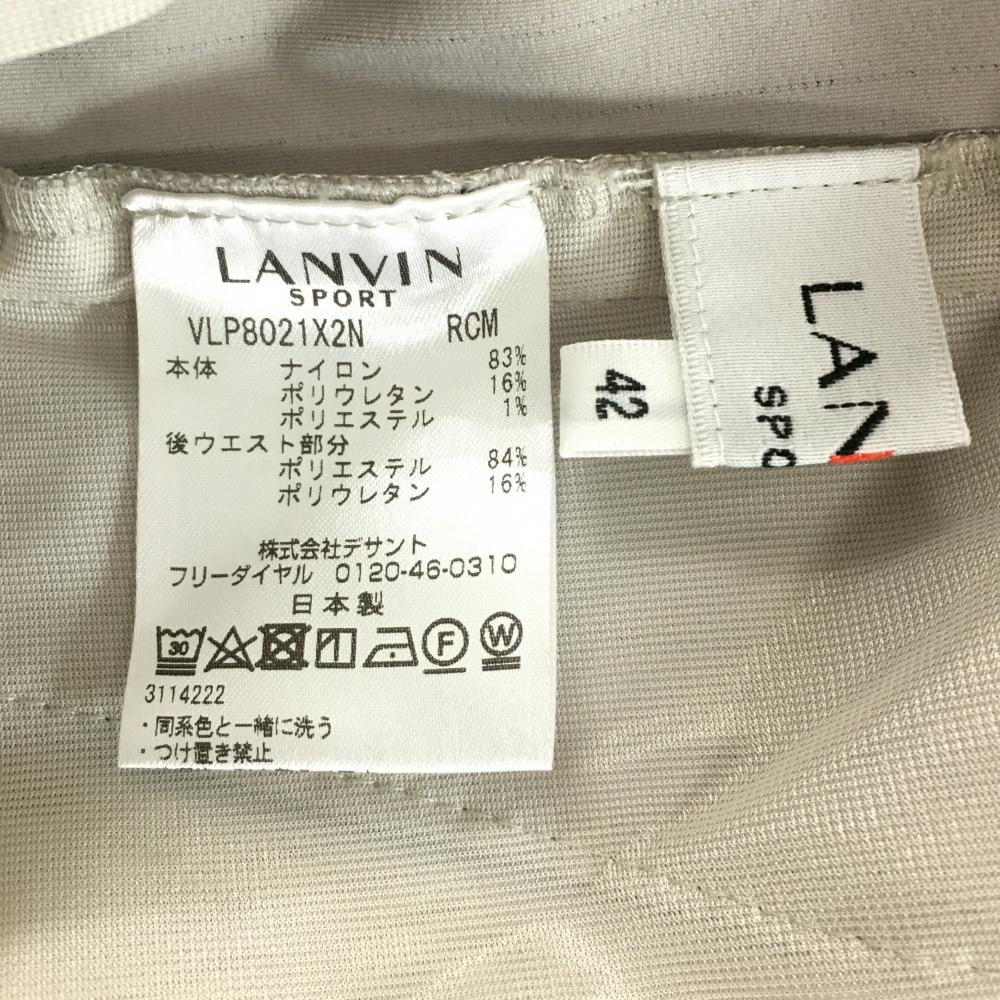 LANVIN
SPORT
VLP8021X2N RCM
本体 ナイロン 83%
ポリウレタン 16%
ポリエステル 1%
後ウエスト部分
ポリエステル 84%
ポリウレタン 16%
株式会社デサント
フリーダイヤル 0120-46-0310
日本製
30 F W
3114222
・同系色と一緒に洗う
・つけ置き禁止
42
LAN
SPO